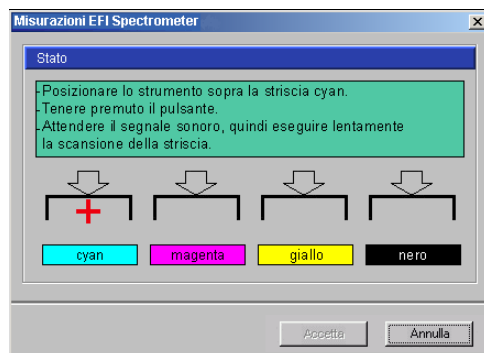 Misurazioni EFI Spectrometer
Stato
-Posizionare lo strumento sopra la striscia cyan.
-Tenere premuto il pulsante.
-Attendere il segnale sonoro, quindi eseguire lentamente
la scansione della striscia.
cyan magenta giallo nero
Accetta Annulla